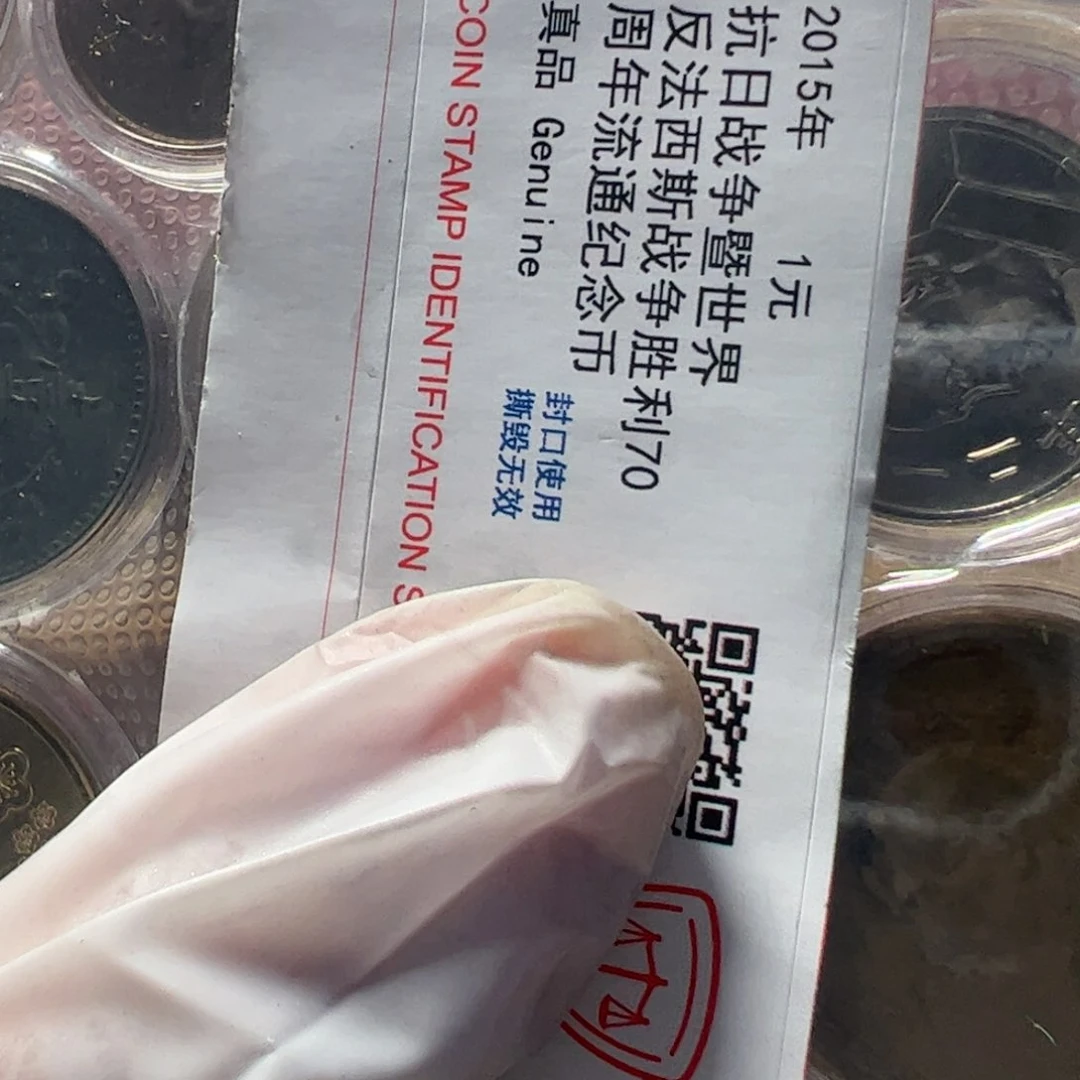 2015年 1元
抗日战争暨世界
反法西斯战争胜利70
周年流通纪念币
真品 Genuine
封口使用
撕毁无效
COIN STAMP IDENTIFICATION S